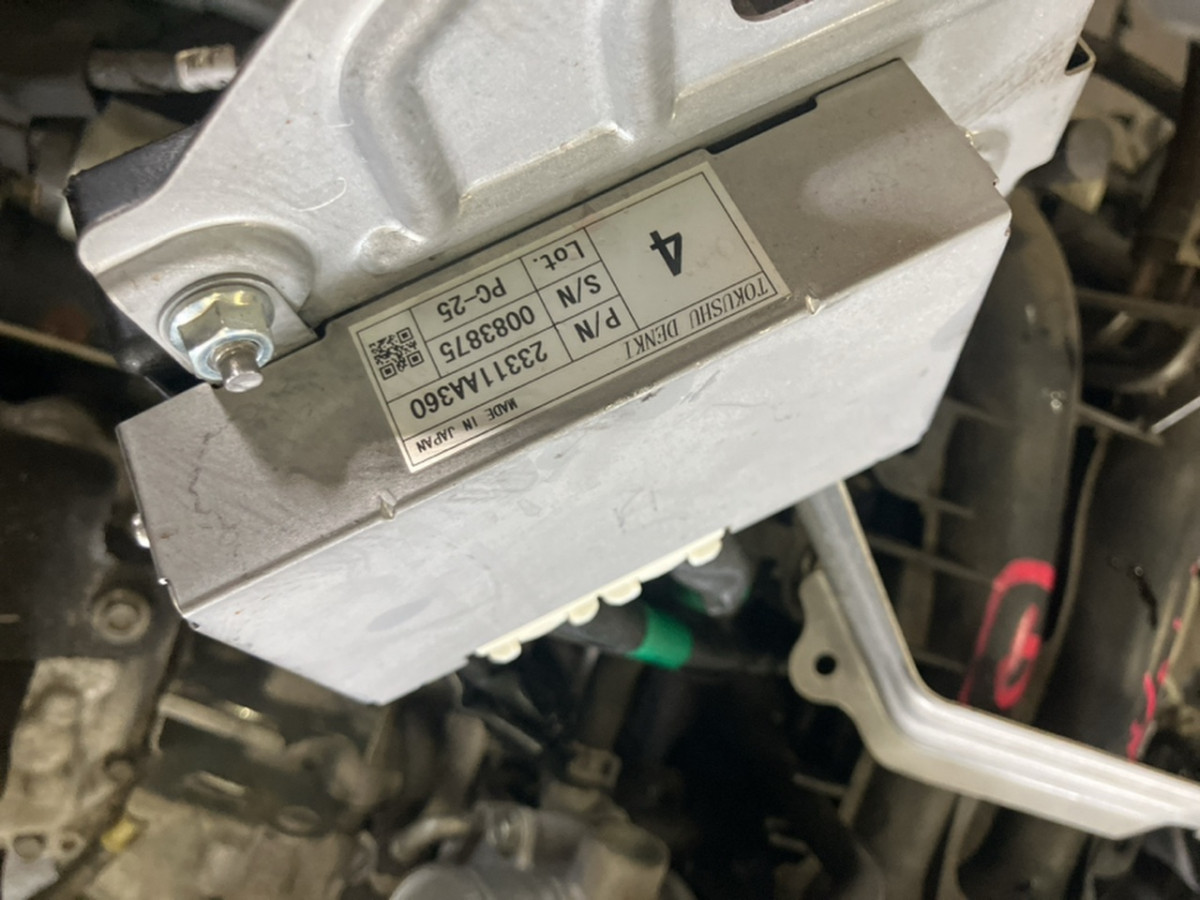 TOKUSHU DENKI MADE IN JAPAN
4
P/N 23311AA360
S/N 0083875
Lot. PC-25